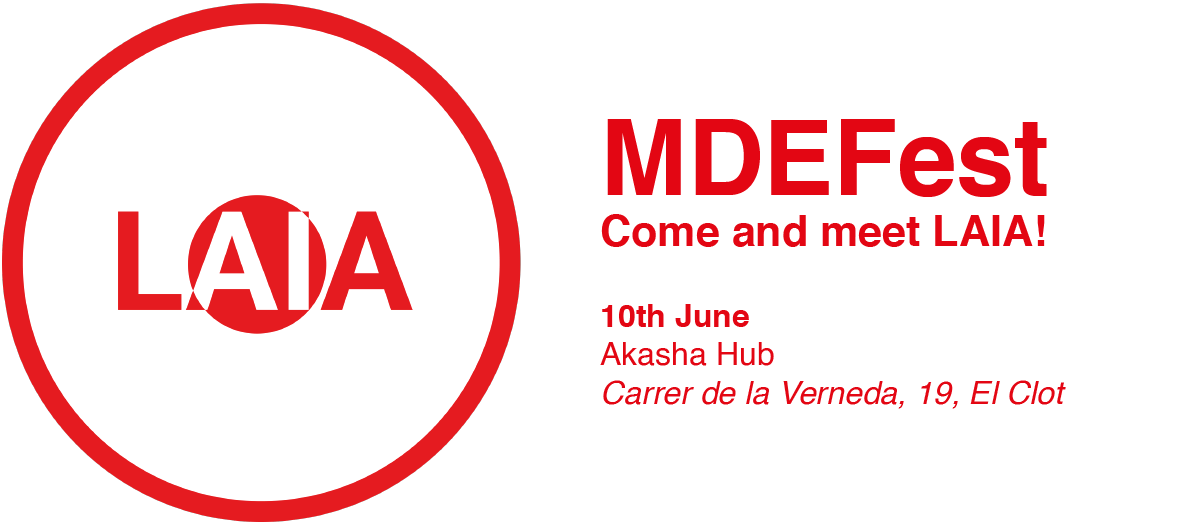 LAIA
MDEFest
Come and meet LAIA!
10th June
Akasha Hub
Carrer de la Verneda, 19, El Clot